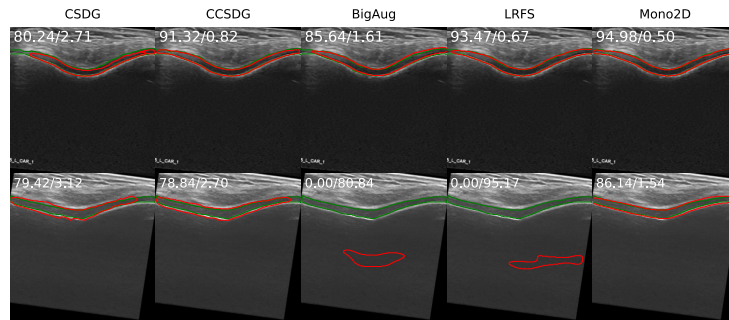 CSDG CCSDG BigAug LRFS Mono2D
80.24/2.71 91.32/0.82 85.64/1.61 93.47/0.67 94.98/0.50
79.42/3.12 78.84/2.70 0.00/80.84 0.00/95.17 86.14/1.54